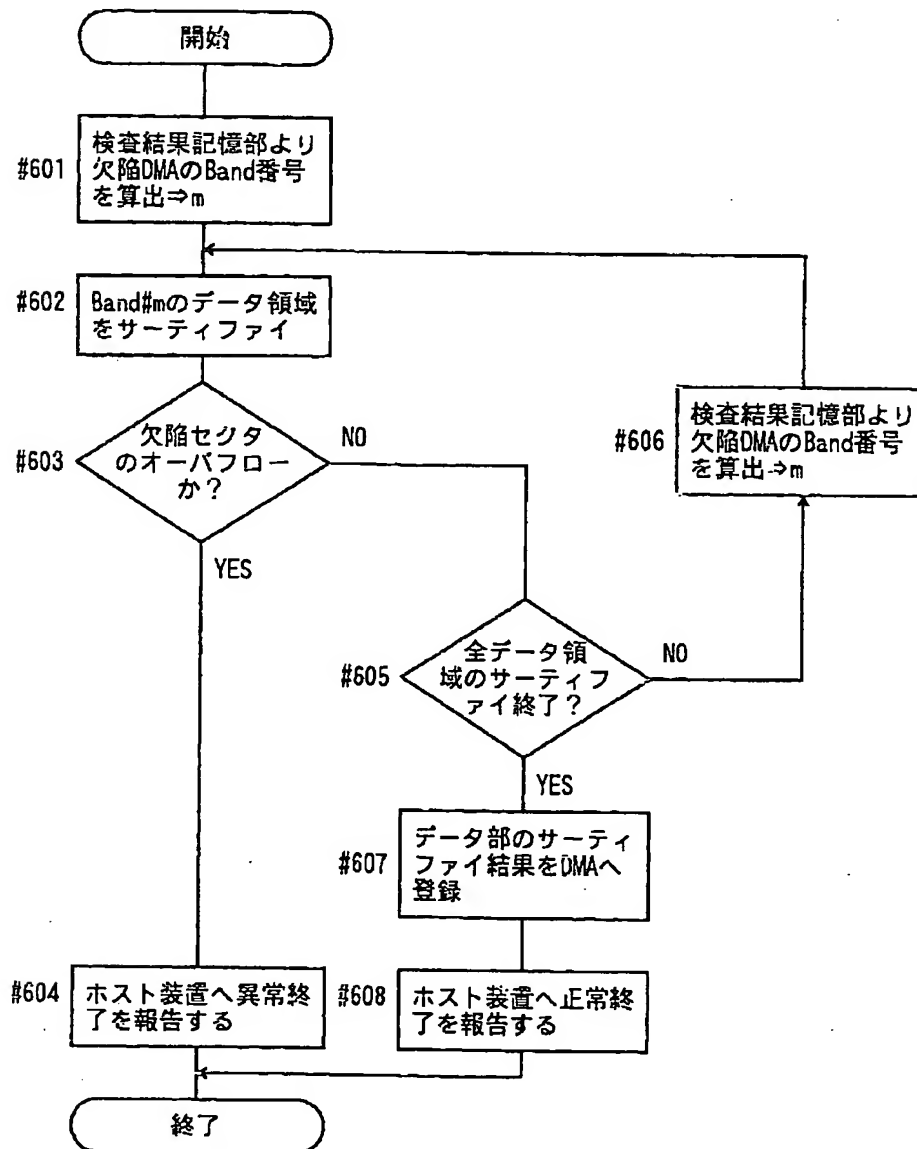 開始
#601
検査結果記憶部より
欠陥DMAのBand番号
を算出⇒m
#602
Band#mのデータ領域
をサーティファイ
#603
欠陥セクタ
のオーバフロー
か?
NO
YES
#606
検査結果記憶部より
欠陥DMAのBand番号
を算出⇒m
#605
全データ領
域のサーティフ
ァイ終了?
NO
YES
#607
データ部のサーティ
ファイ結果をDMAへ
登録
#604
ホスト装置へ異常終
了を報告する
#608
ホスト装置へ正常終
了を報告する
終了